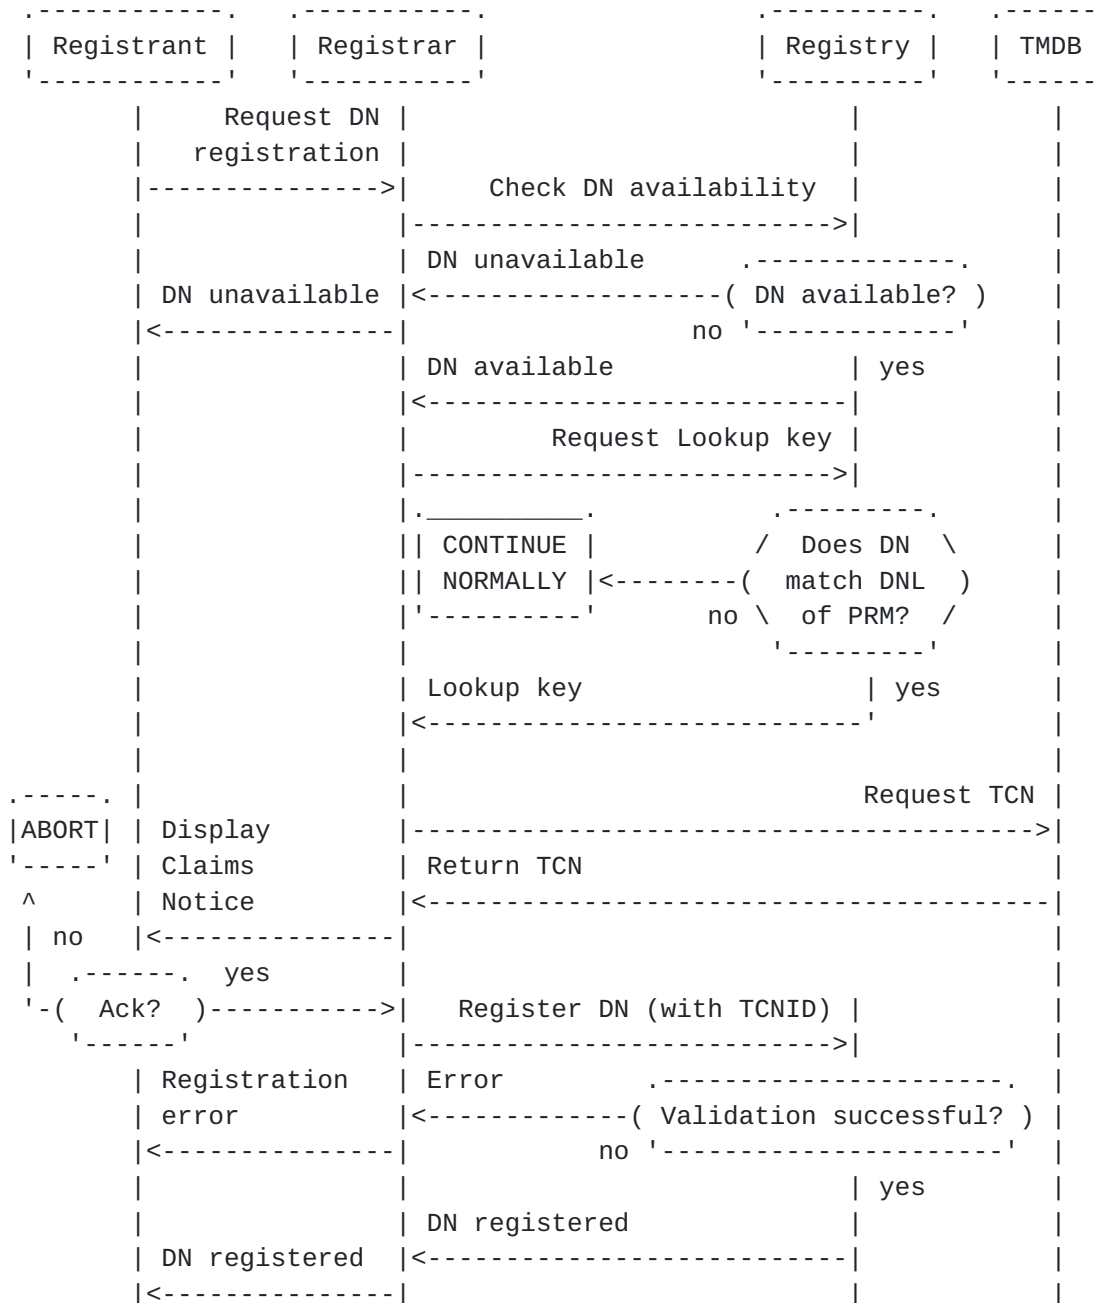 .------------.   .-----------.                 .----------.   .------
| Registrant |   | Registrar |                 | Registry |   | TMDB
'------------'   '-----------'                 '----------'   '------
       |     Request DN |                            |            |
       |   registration |                            |            |
       |--------------->|     Check DN availability  |            |
       |                |--------------------------->|            |
       |                | DN unavailable      .-------------.     |
       | DN unavailable |<-------------------( DN available? )    |
       |<---------------|                  no '-------------'     |
       |                | DN available               | yes        |
       |                |<---------------------------|            |
       |                |         Request Lookup key |            |
       |                |--------------------------->|            |
       |                |.__________.           .---------.       |
       |                || CONTINUE |          /  Does DN  \      |
       |                || NORMALLY |<--------(  match DNL  )     |
       |                |'----------'       no \  of PRM?  /      |
       |                |                       '---------'       |
       |                | Lookup key                  | yes       |
       |                |<----------------------------'           |
       |                |                                         |
.-----. |                |                             Request TCN |
|ABORT| | Display        |---------------------------------------->|
'-----' | Claims         | Return TCN                              |
 ^      | Notice         |<----------------------------------------|
 | no   |<---------------|                                         |
 |  .------.  yes        |                                         |
 '-(  Ack?  )----------->|   Register DN (with TCNID) |            |
    '------'             |--------------------------->|            |
        | Registration   | Error         .----------------------.  |
        | error          |<-------------( Validation successful? ) |
        |<---------------|            no '----------------------'  |
        |                |                            | yes        |
        |                | DN registered              |            |
        | DN registered  |<---------------------------|            |
        |<---------------|                            |            |